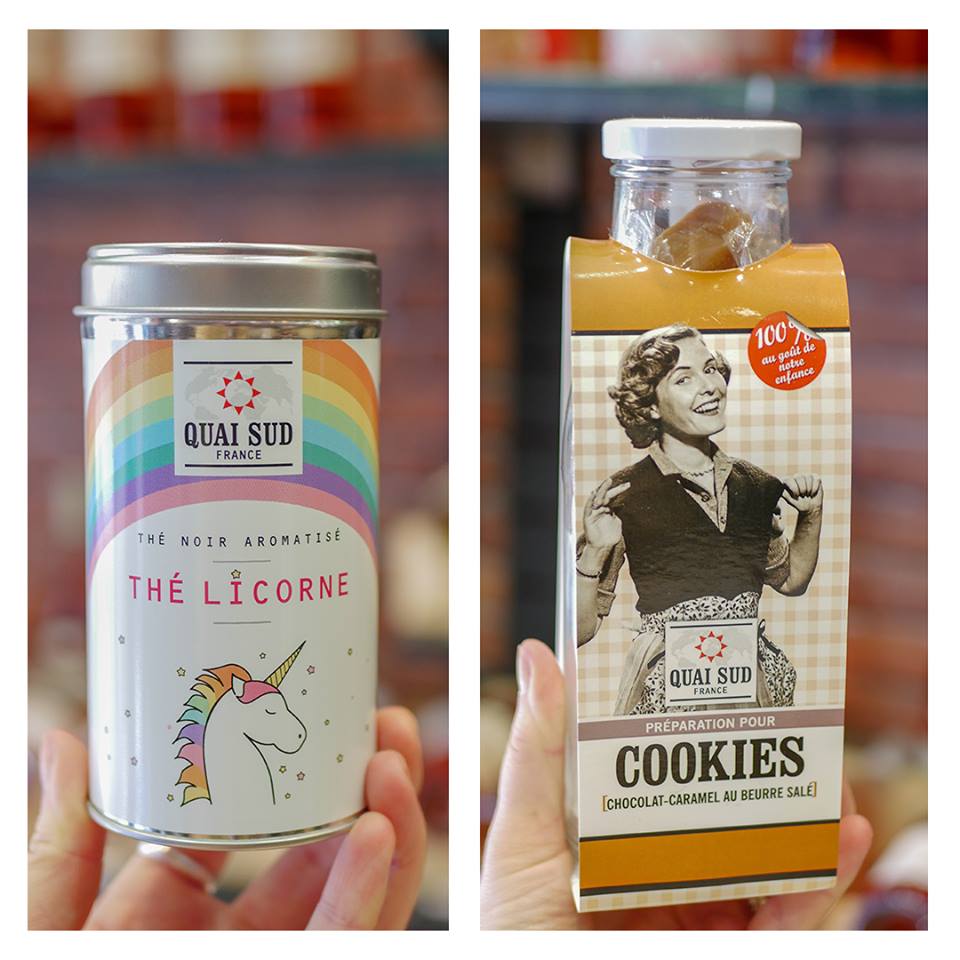 QUAI SUD
FRANCE
THÉ NOIR AROMATISÉ
THÉ LICORNE
100%
au goût de
notre
enfance
QUAI SUD
FRANCE
PRÉPARATION POUR
COOKIES
[CHOCOLAT-CARAMEL AU BEURRE SALÉ]